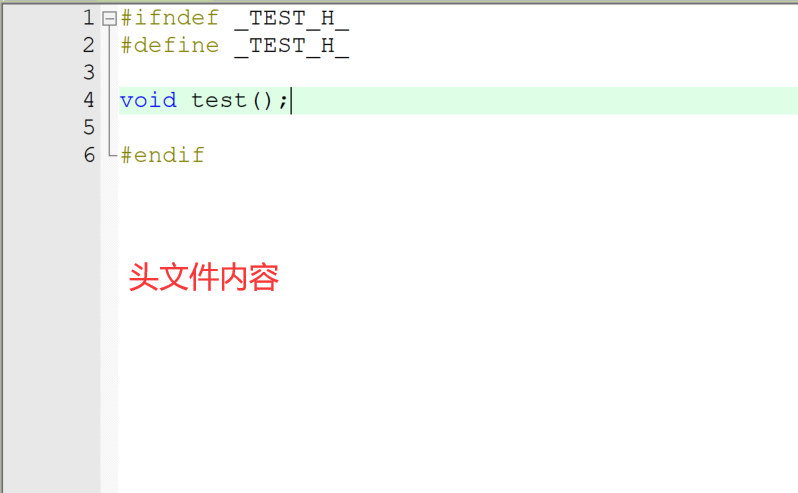 1 #ifndef _TEST_H_
2 #define _TEST_H_
3
4 void test();
5
6 #endif
头文件内容